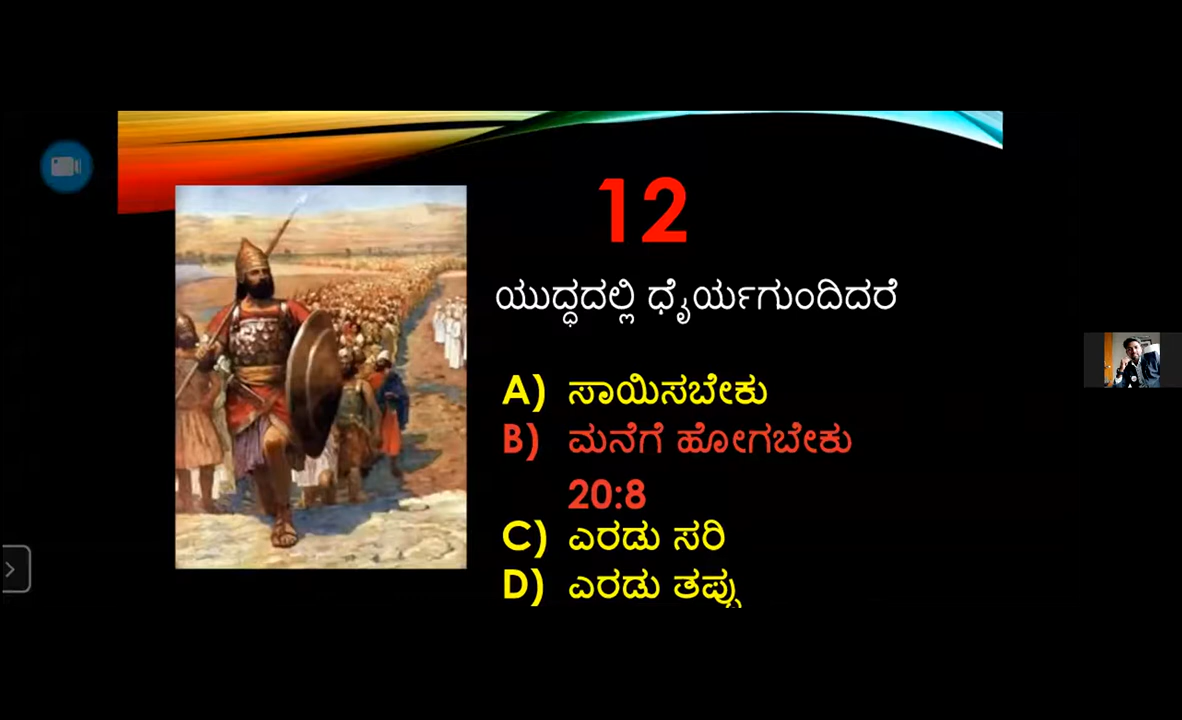 12
ಯುದ್ಧದಲ್ಲಿ ಧೈರ್ಯಗುಂದಿದರೆ
A) ಸಾಯಿಸಬೇಕು
B) ಮನೆಗೆ ಹೋಗಬೇಕು
20:8
C) ಎರಡು ಸರಿ
D) ಎರಡು ತಪ್ಪು